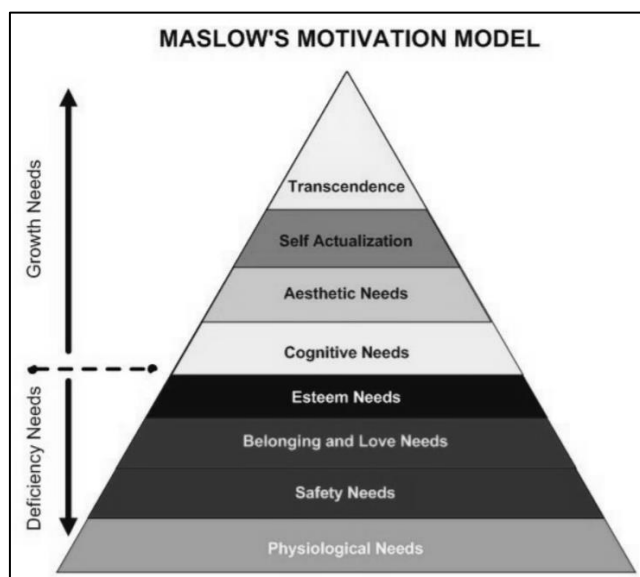 MASLOW'S MOTIVATION MODEL
Growth Needs
Deficiency Needs
Transcendence
Self Actualization
Aesthetic Needs
Cognitive Needs
Esteem Needs
Belonging and Love Needs
Safety Needs
Physiological Needs